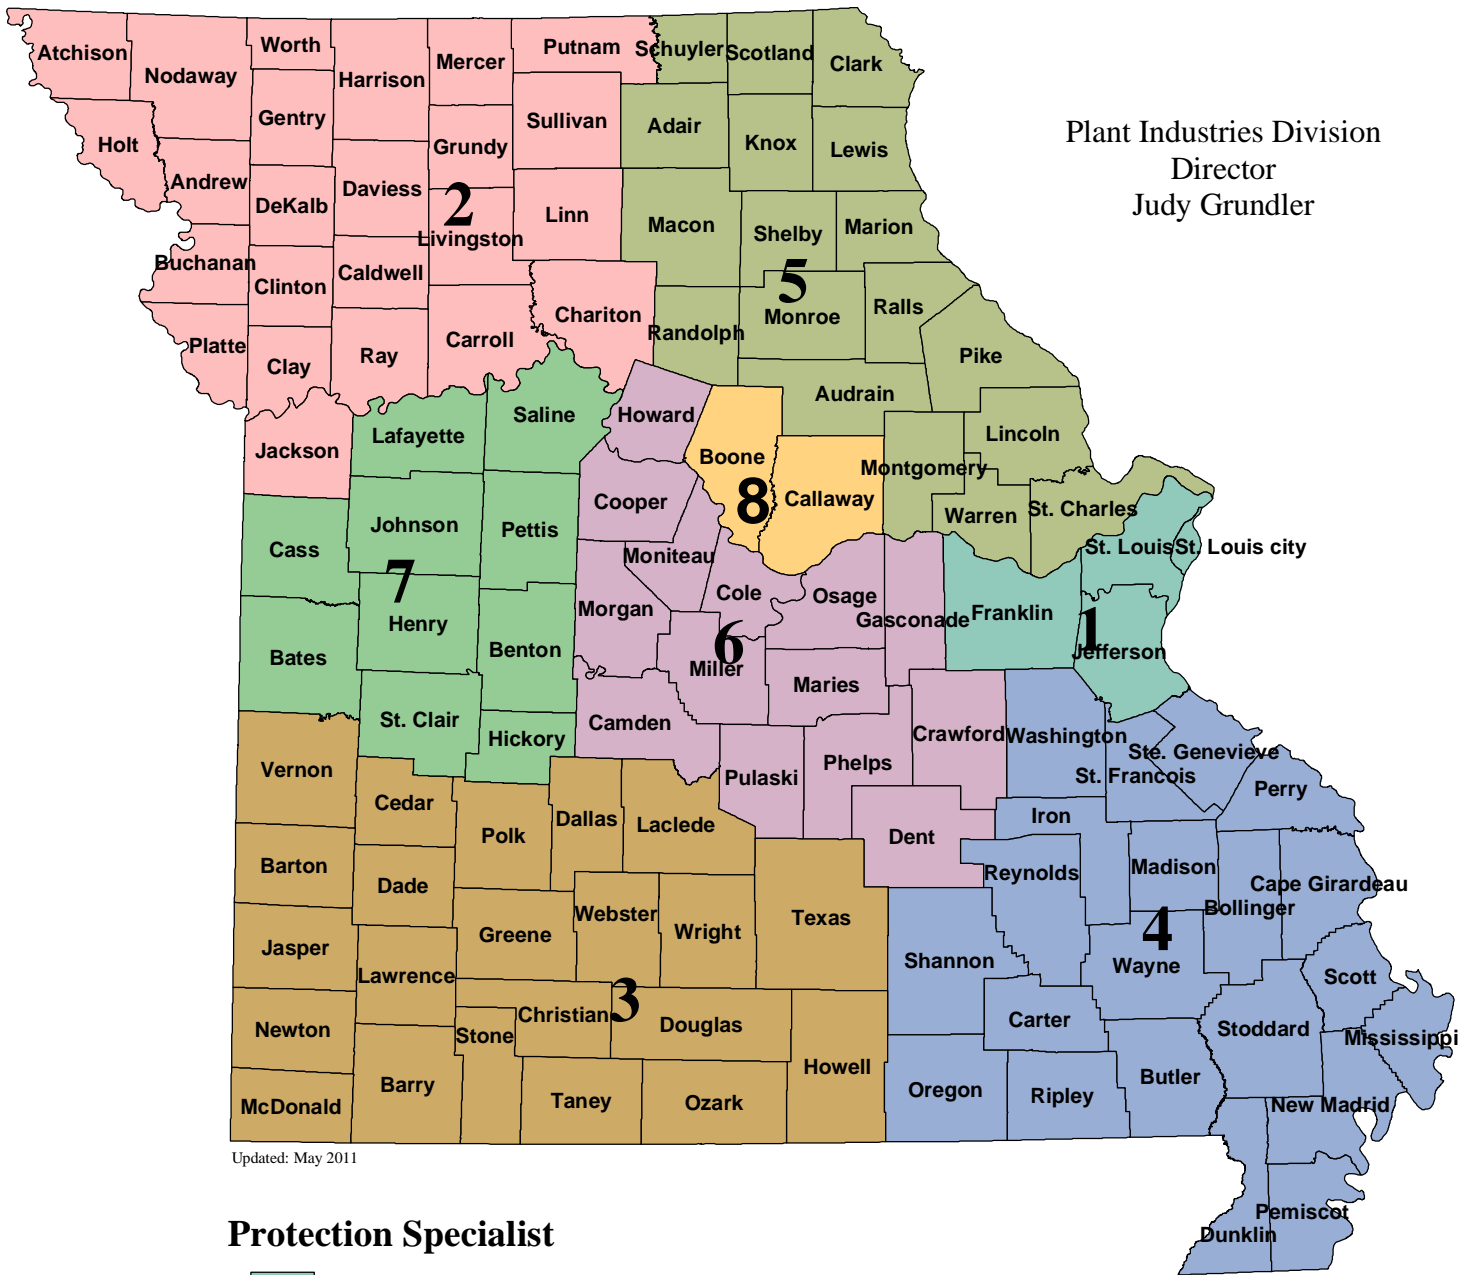 Plant Industries Division
Director
Judy Grundler
Atchison
Nodaway
Worth
Harrison
Mercer
Putnam
Schuyler
Scotland
Clark
Holt
Gentry
Grundy
Sullivan
Adair
Knox
Lewis
Andrew
DeKalb
Daviess
2
Livingston
Linn
Macon
Shelby
Marion
Buchanan
Clinton
Caldwell
Chariton
Randolph
5
Monroe
Ralls
Platte
Clay
Ray
Carroll
Pike
Audrain
Jackson
Lafayette
Saline
Howard
Boone
8
Callaway
Montgomery
Lincoln
Cooper
Warren
St. Charles
Cass
Johnson
Pettis
Moniteau
St. Louis
St. Louis city
7
Henry
Morgan
Cole
Osage
Gasconade
Franklin
1
Jefferson
Bates
Benton
6
Miller
Maries
St. Clair
Hickory
Camden
Crawford
Washington
Ste. Genevieve
St. Francois
Vernon
Pulaski
Phelps
Perry
Cedar
Polk
Dallas
Laclede
Dent
Iron
Barton
Dade
Reynolds
Madison
Cape Girardeau
Bollinger
Jasper
Greene
Webster
Wright
Texas
Shannon
4
Wayne
Scott
Lawrence
3
Newton
Stone
Christian
Douglas
Carter
Stoddard
Mississippi
McDonald
Barry
Taney
Ozark
Howell
Oregon
Ripley
Butler
New Madrid
Pemiscot
Dunklin
Updated: May 2011
Protection Specialist